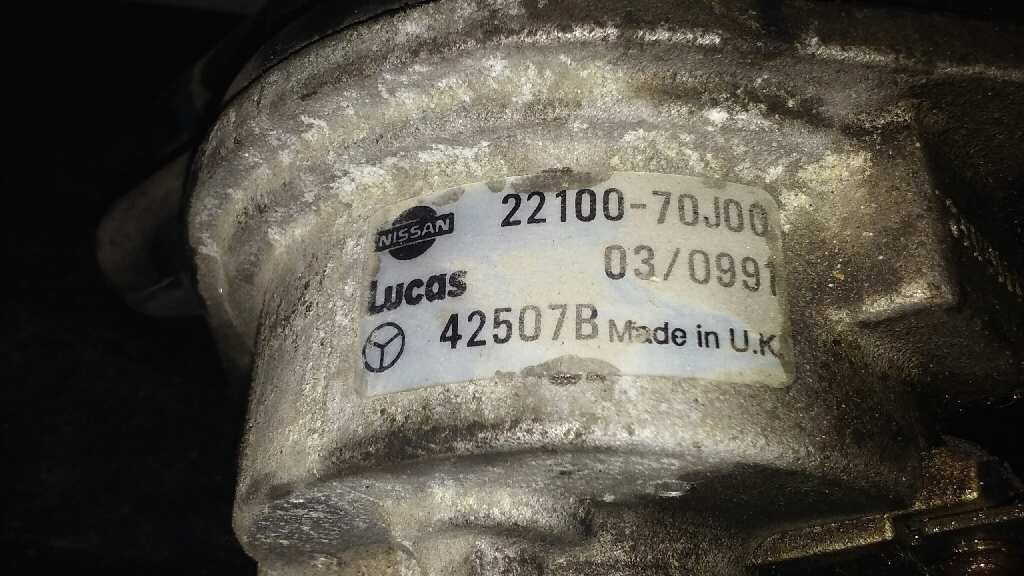 NISSAN 22100-70J00
Lucas 03/0991
42507B Made in U.K.